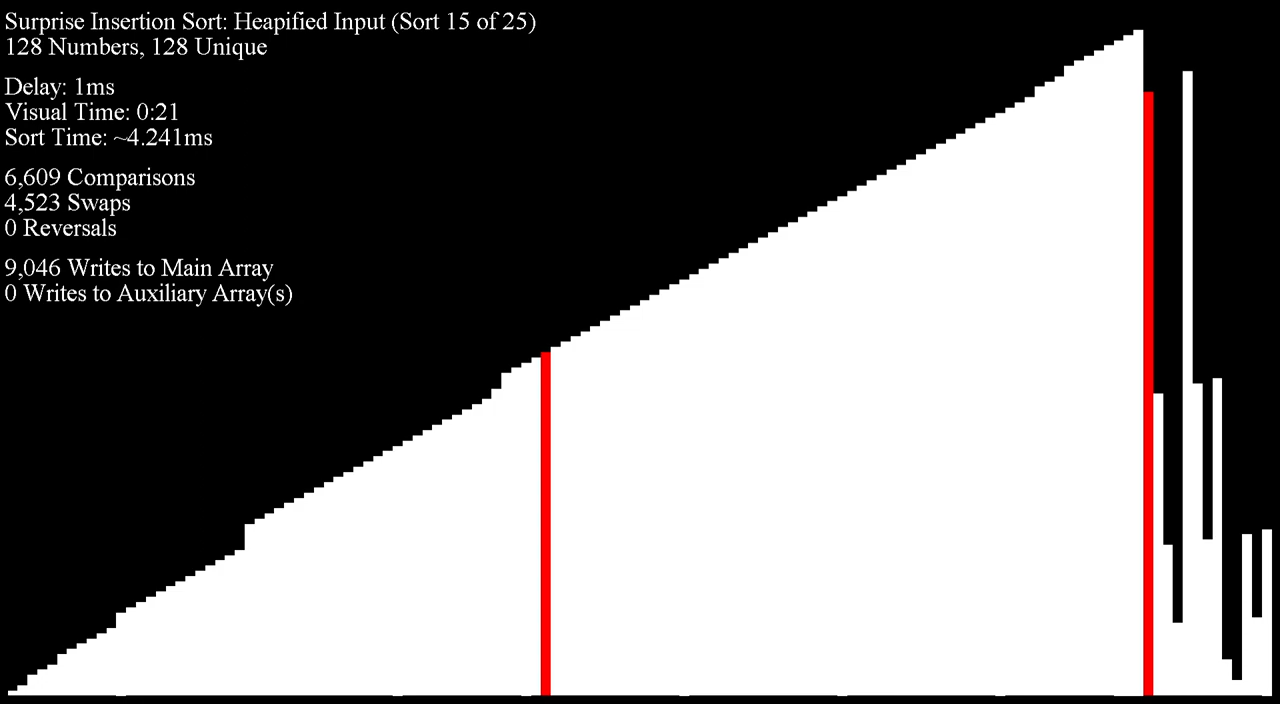 Surprise Insertion Sort: Heapified Input (Sort 15 of 25)
128 Numbers, 128 Unique
Delay: 1ms
Visual Time: 0:21
Sort Time: ~4.241ms
6,609 Comparisons
4,523 Swaps
0 Reversals
9,046 Writes to Main Array
0 Writes to Auxiliary Array(s)